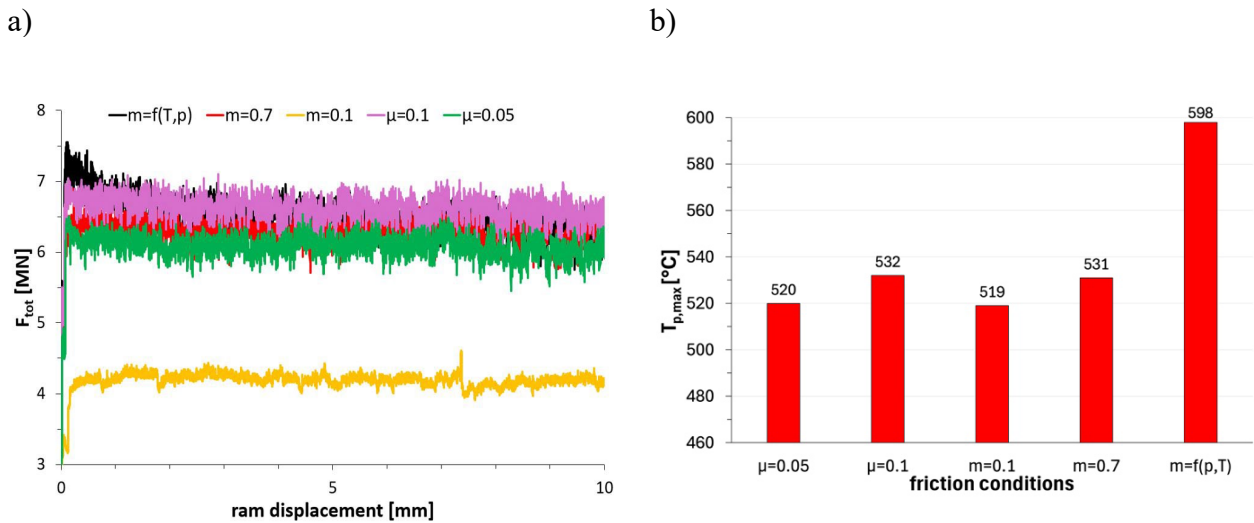 a)
b)
m=f(T,p) m=0.7 m=0.1 μ=0.1 μ=0.05
8
7
6
5
4
3
F_tot [MN]
0 5 10
ram displacement [mm]
600
580
560
540
520
500
480
460
T_p,max [°C]
520 532 519 531 598
μ=0.05 μ=0.1 m=0.1 m=0.7 m=f(p,T)
friction conditions